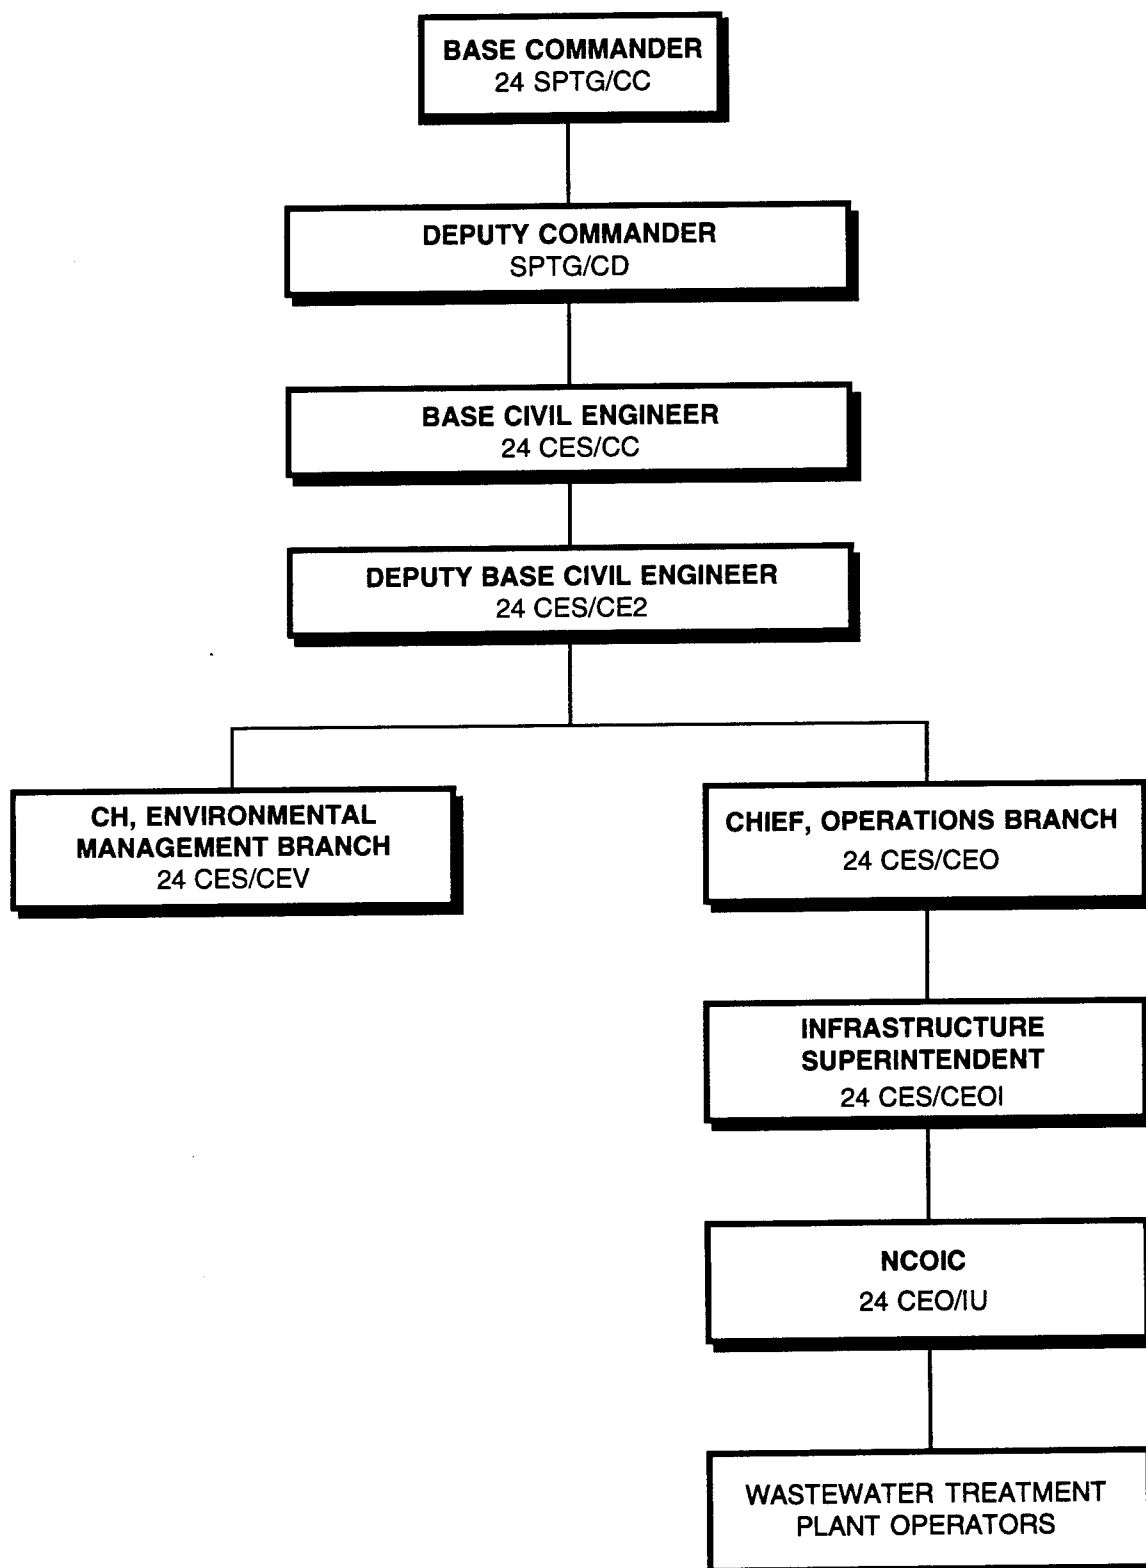 BASE COMMANDER
24 SPTG/CC
DEPUTY COMMANDER
SPTG/CD
BASE CIVIL ENGINEER
24 CES/CC
DEPUTY BASE CIVIL ENGINEER
24 CES/CE2
CH, ENVIRONMENTAL
MANAGEMENT BRANCH
24 CES/CEV
CHIEF, OPERATIONS BRANCH
24 CES/CEO
INFRASTRUCTURE
SUPERINTENDENT
24 CES/CEOI
NCOIC
24 CEO/IU
WASTEWATER TREATMENT
PLANT OPERATORS